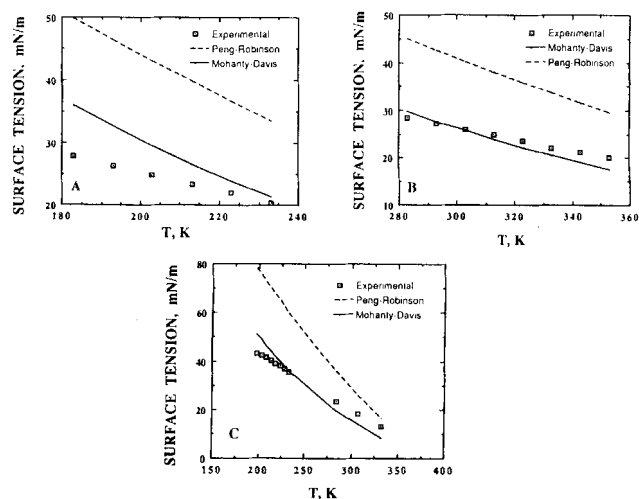 50
40
30
20
180
200
220
240
SURFACE TENSION, mN/m
T, K
Experimental
Peng-Robinson
Mohanty-Davis
A
50
40
30
20
10
280
300
320
340
360
SURFACE TENSION, mN/m
T, K
Experimental
Mohanty-Davis
Peng-Robinson
B
80
60
40
20
0
150
200
250
300
350
400
SURFACE TENSION, mN/m
T, K
Experimental
Peng-Robinson
Mohanty-Davis
C